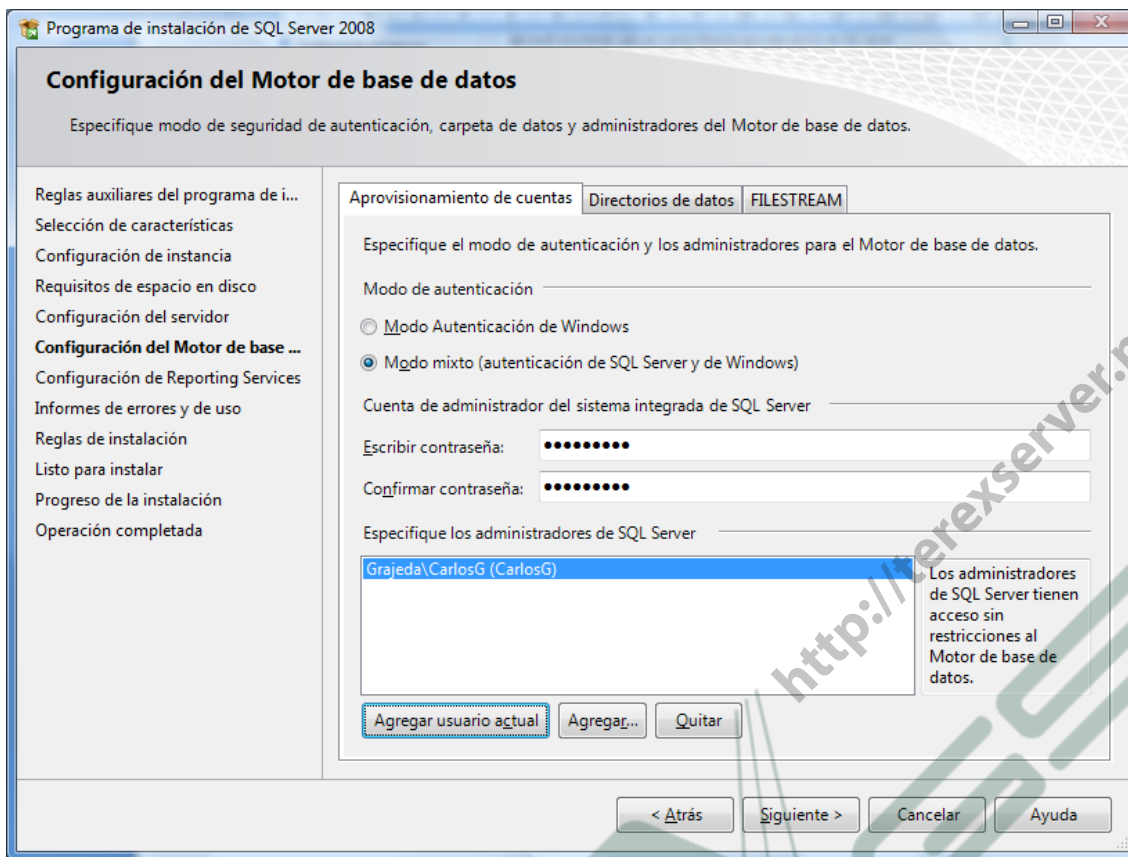 Programa de instalación de SQL Server 2008
Configuración del Motor de base de datos
Especifique modo de seguridad de autenticación, carpeta de datos y administradores del Motor de base de datos.
Reglas auxiliares del programa de i...
Selección de características
Configuración de instancia
Requisitos de espacio en disco
Configuración del servidor
Configuración del Motor de base ...
Configuración de Reporting Services
Informes de errores y de uso
Reglas de instalación
Listo para instalar
Progreso de la instalación
Operación completada
Aprovisionamiento de cuentas
Directorios de datos
FILESTREAM
Especifique el modo de autenticación y los administradores para el Motor de base de datos.
Modo de autenticación
Modo Autenticación de Windows
Modo mixto (autenticación de SQL Server y de Windows)
Cuenta de administrador del sistema integrada de SQL Server
Escribir contraseña: •••••••••
Confirmar contraseña: •••••••••
Especifique los administradores de SQL Server
Grajeda\CarlosG (CarlosG)
Los administradores
de SQL Server tienen
acceso sin
restricciones al
Motor de base de
datos.
Agregar usuario actual
Agregar...
Quitar
< Atrás
Siguiente >
Cancelar
Ayuda